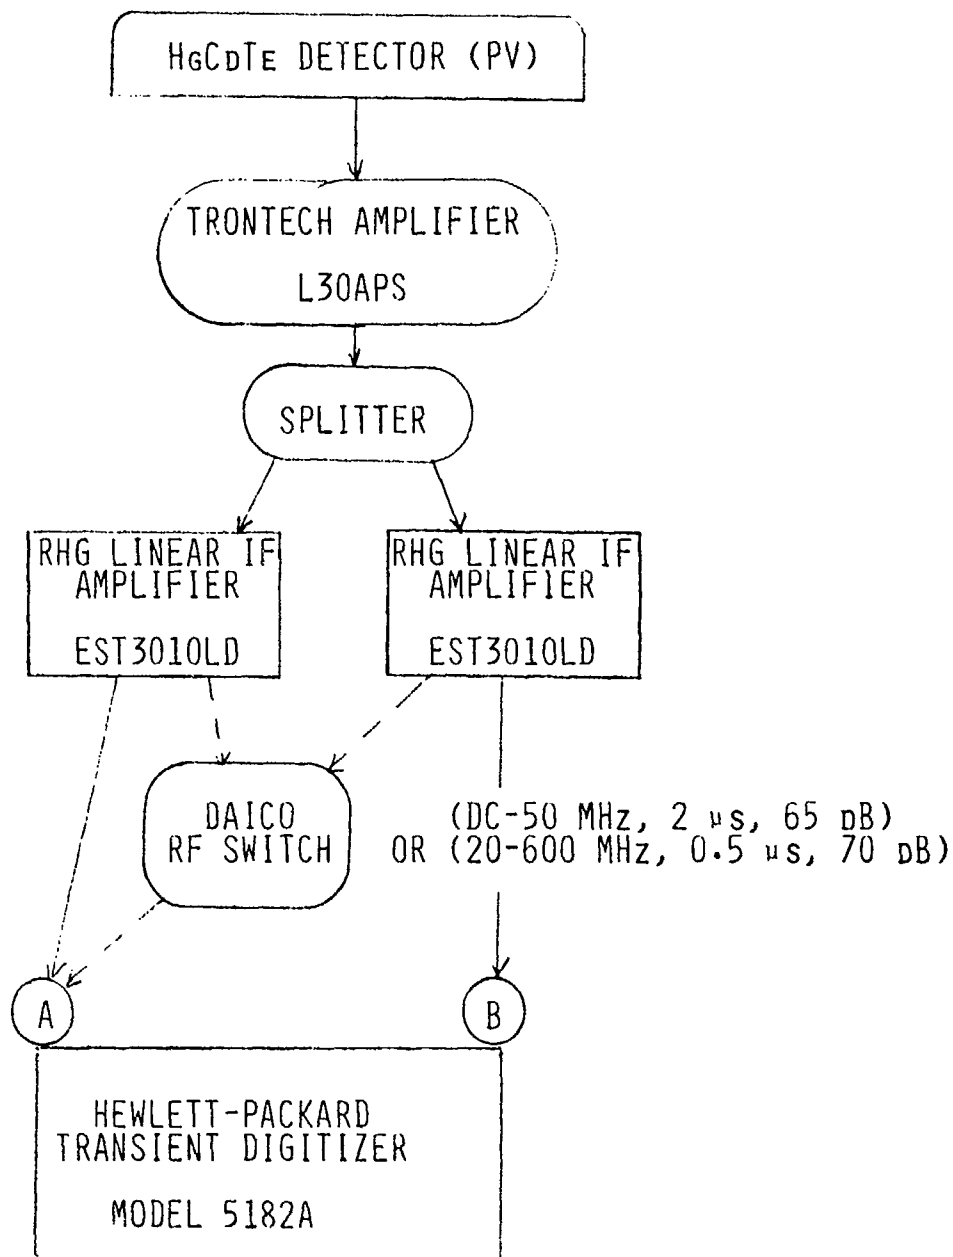 HgCdTe DETECTOR (PV)
TRONTECH AMPLIFIER
L30APS
SPLITTER
RHG LINEAR IF
AMPLIFIER
EST3010LD
RHG LINEAR IF
AMPLIFIER
EST3010LD
DAICO
RF SWITCH
(DC-50 MHz, 2 μs, 65 dB)
OR (20-600 MHz, 0.5 μs, 70 dB)
A
B
HEWLETT-PACKARD
TRANSIENT DIGITIZER
MODEL 5182A